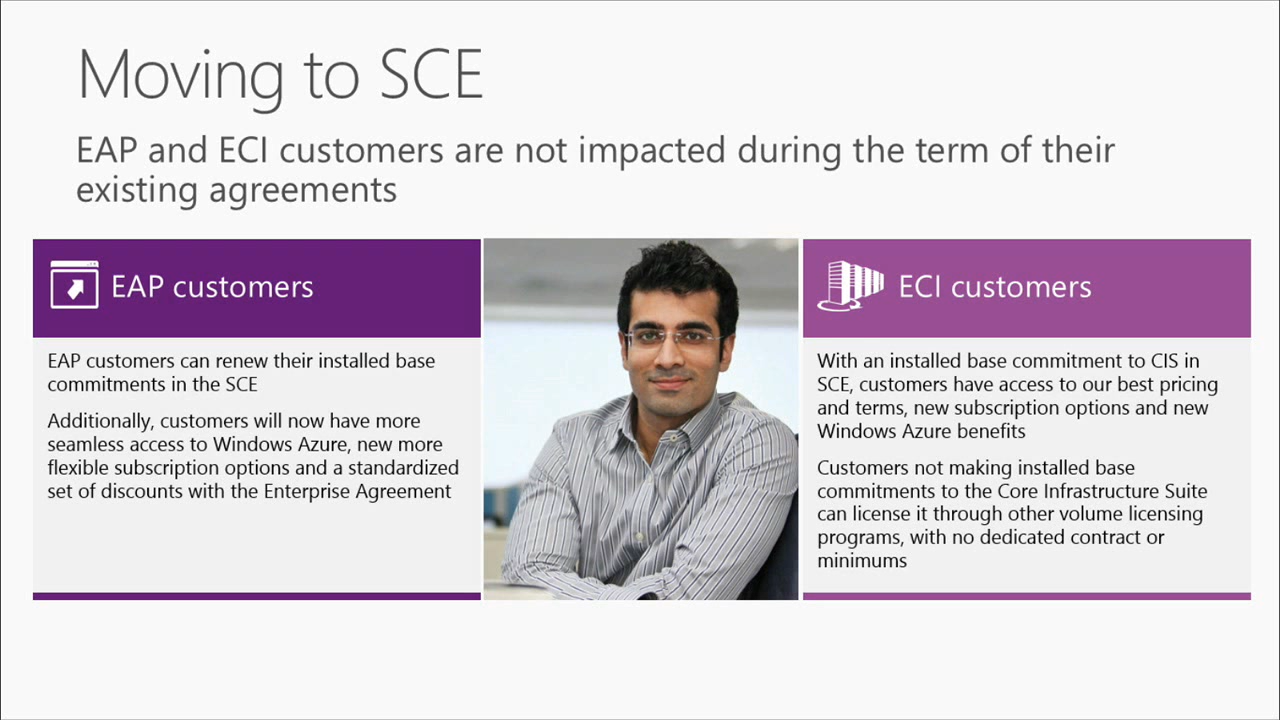 Moving to SCE
EAP and ECI customers are not impacted during the term of their
existing agreements
EAP customers
EAP customers can renew their installed base
commitments in the SCE
Additionally, customers will now have more
seamless access to Windows Azure, new more
flexible subscription options and a standardized
set of discounts with the Enterprise Agreement
ECI customers
With an installed base commitment to CIS in
SCE, customers have access to our best pricing
and terms, new subscription options and new
Windows Azure benefits
Customers not making installed base
commitments to the Core Infrastructure Suite
can license it through other volume licensing
programs, with no dedicated contract or
minimums